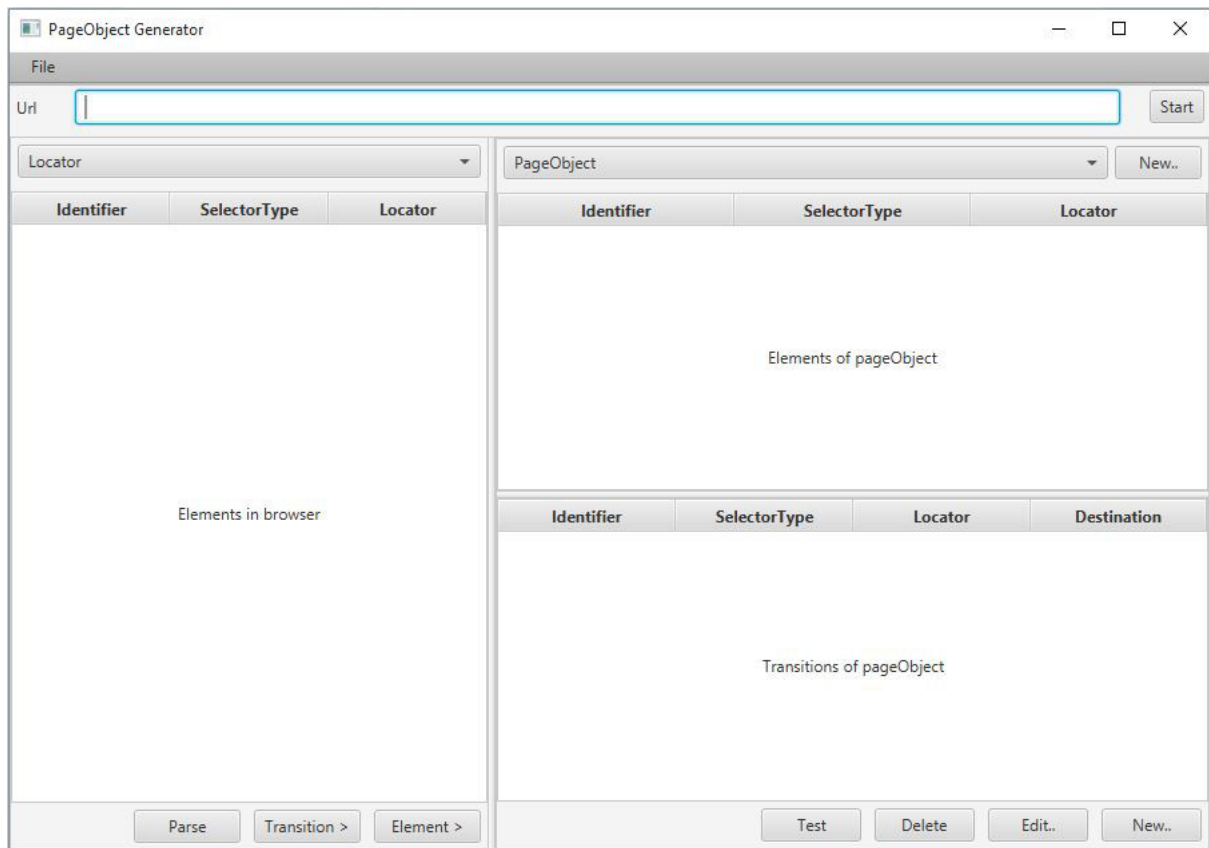 PageObject Generator
File
Url
Start
Locator
PageObject
New..
Identifier SelectorType Locator
Identifier SelectorType Locator
Elements of pageObject
Elements in browser
Identifier SelectorType Locator Destination
Transitions of pageObject
Parse Transition > Element >
Test Delete Edit.. New..